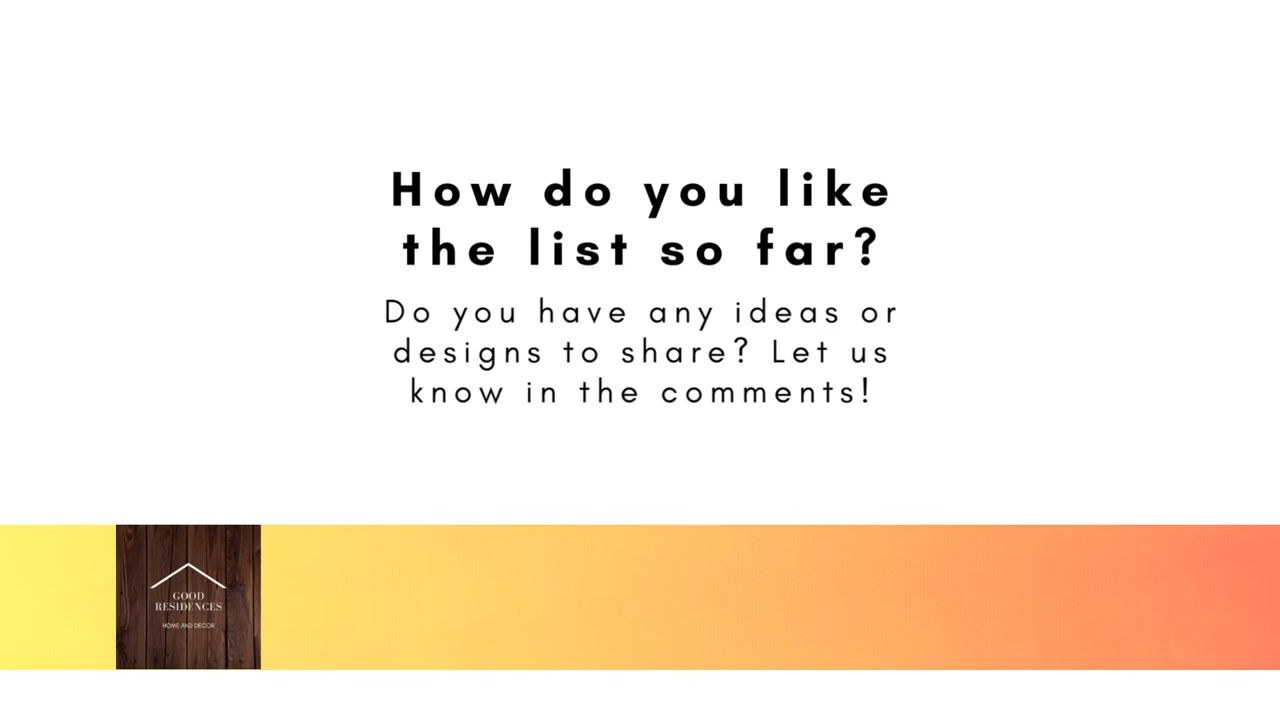 How do you like
the list so far?
Do you have any ideas or
designs to share? Let us
know in the comments!
GOOD
RESIDENCES
HOME AND DECOR